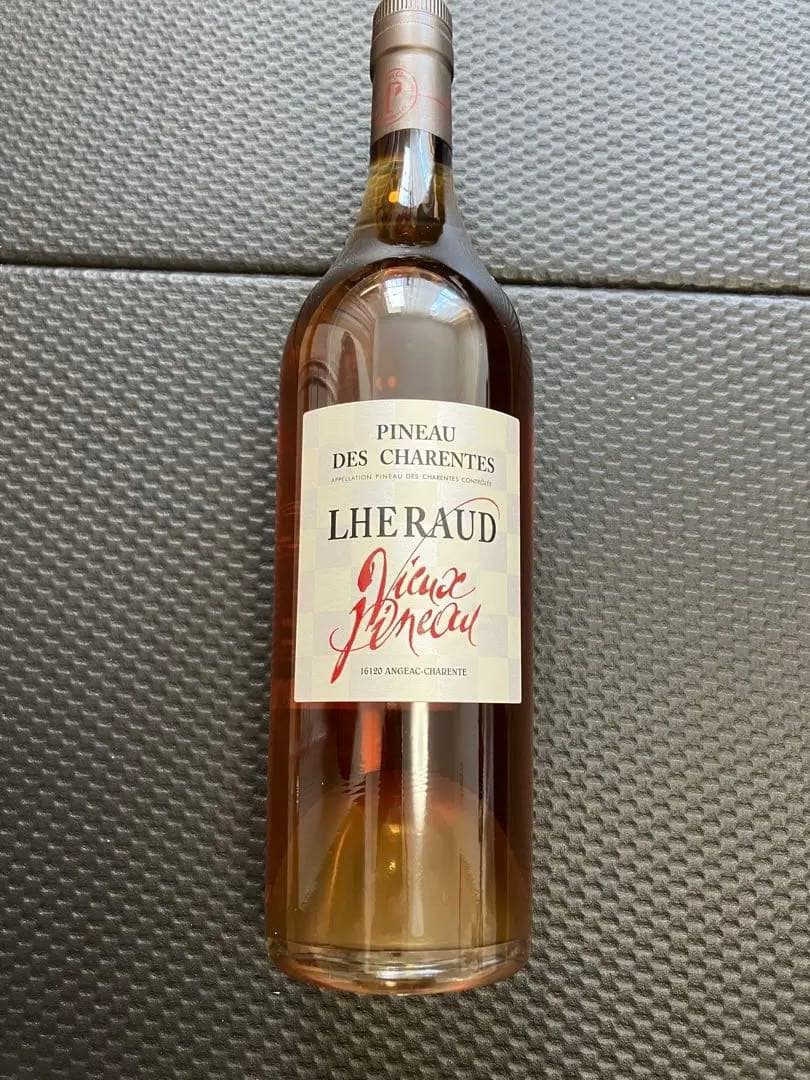 P
PINEAU
DES CHARENTES
APPELLATION PINEAU DES CHARENTES CONTRÔLÉE
LHERAUD
Vieux
Pineau
16120 ANGEAC-CHARENTE